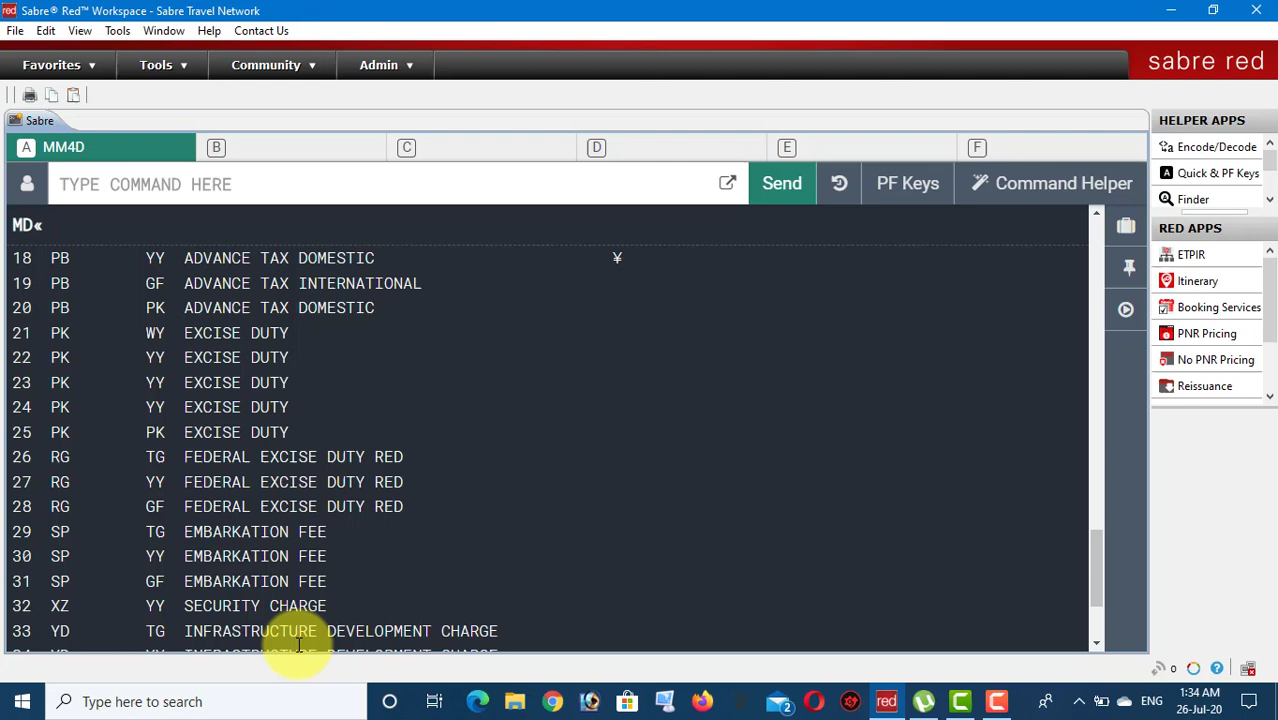 red Sabre® Red™ Workspace - Sabre Travel Network
File Edit View Tools Window Help Contact Us
Favorites Tools Community Admin sabre red
Sabre
A MM4D B C D E F
TYPE COMMAND HERE Send PF Keys Command Helper
MD«
18 PB YY ADVANCE TAX DOMESTIC ¥
19 PB GF ADVANCE TAX INTERNATIONAL
20 PB PK ADVANCE TAX DOMESTIC
21 PK WY EXCISE DUTY
22 PK YY EXCISE DUTY
23 PK YY EXCISE DUTY
24 PK YY EXCISE DUTY
25 PK PK EXCISE DUTY
26 RG TG FEDERAL EXCISE DUTY RED
27 RG YY FEDERAL EXCISE DUTY RED
28 RG GF FEDERAL EXCISE DUTY RED
29 SP TG EMBARKATION FEE
30 SP YY EMBARKATION FEE
31 SP GF EMBARKATION FEE
32 XZ YY SECURITY CHARGE
33 YD TG INFRASTRUCTURE DEVELOPMENT CHARGE
HELPER APPS
Encode/Decode
A Quick & PF Keys
Finder
RED APPS
ETPIR
Itinerary
Booking Services
PNR Pricing
No PNR Pricing
Reissuance
0
Type here to search
2
red
ENG
1:34 AM
26-Jul-20